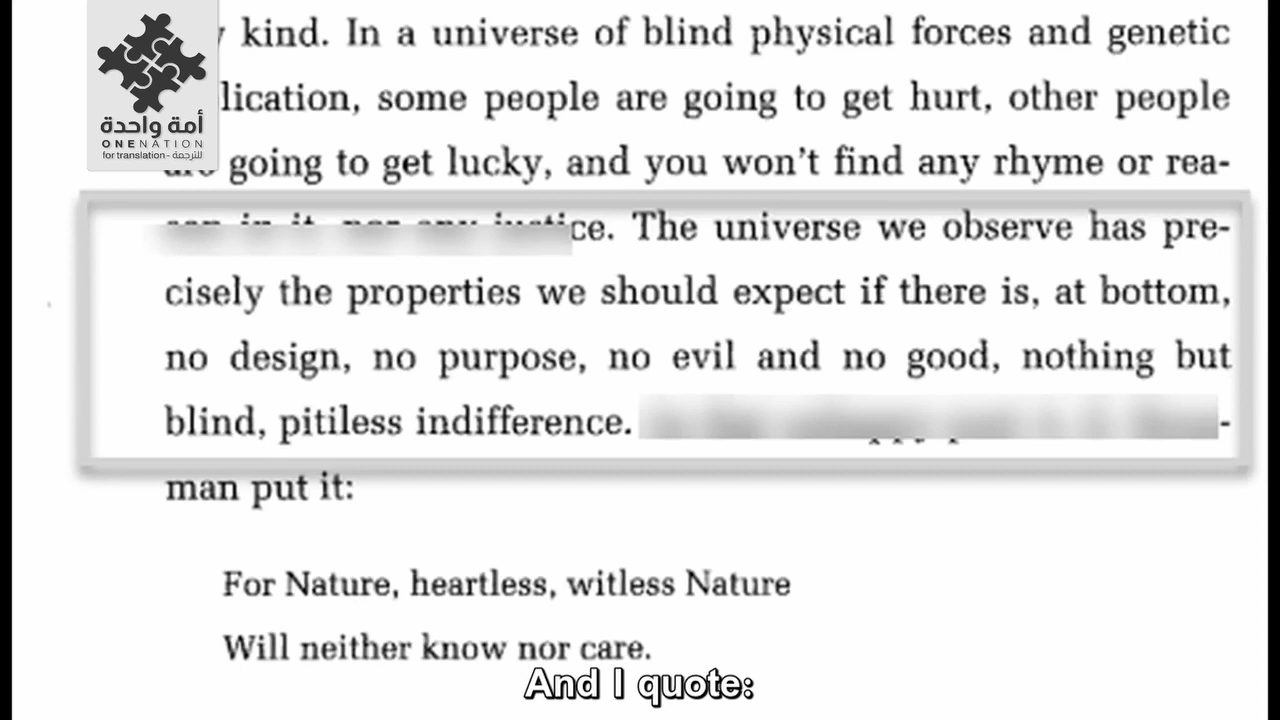 kind. In a universe of blind physical forces and genetic
lication, some people are going to get hurt, other people
are going to get lucky, and you won't find any rhyme or rea-
ce. The universe we observe has pre-
cisely the properties we should expect if there is, at bottom,
no design, no purpose, no evil and no good, nothing but
blind, pitiless indifference.
man put it:
For Nature, heartless, witless Nature
Will neither know nor care.
And I quote:
أمة واحدة
ONENATION
for translation - للترجمة